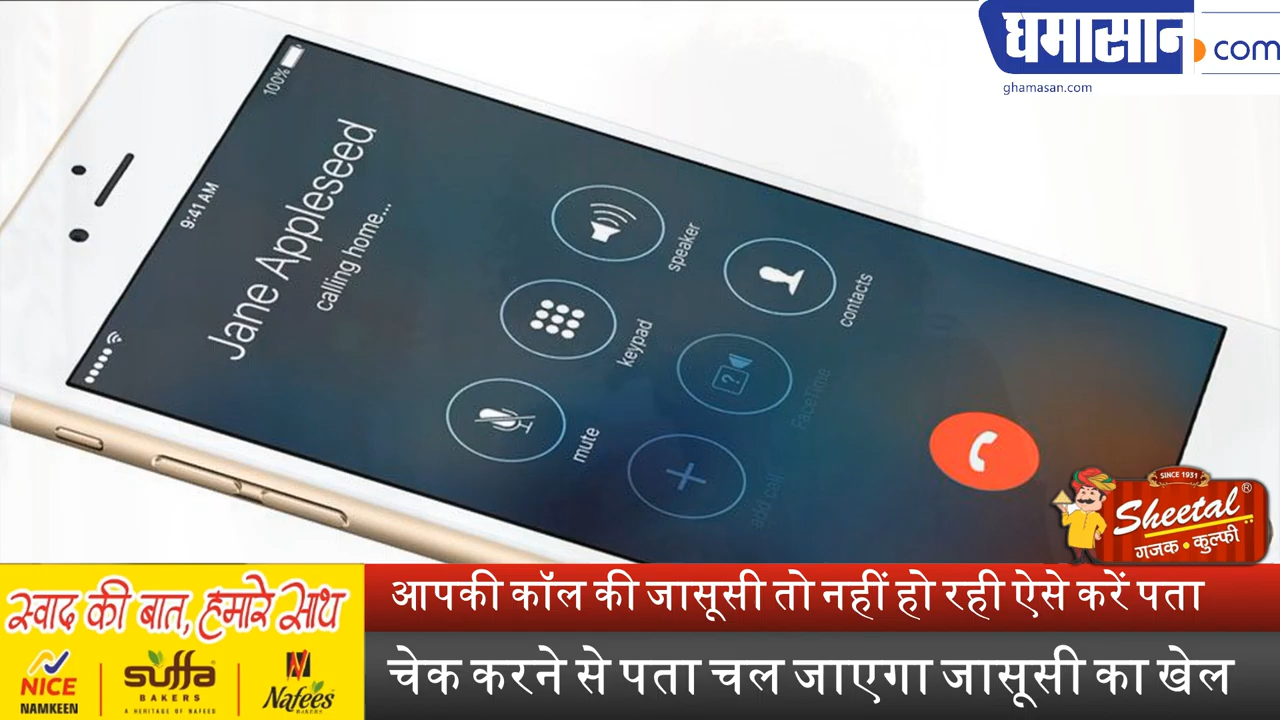 घमासान.com
ghamasan.com
100%
9:41 AM
Jane Appleseed
calling home...
speaker
contacts
keypad
FaceTime
mute
add call
SINCE 1931
Sheetal®
गजक • कुल्फी
स्वाद की बात, हमारे साथ
NICE
NAMKEEN
suffa
BAKERS
A HERITAGE OF NAFEES
Nafees
BAKERS
आपकी कॉल की जासूसी तो नहीं हो रही ऐसे करें पता
चेक करने से पता चल जाएगा जासूसी का खेल